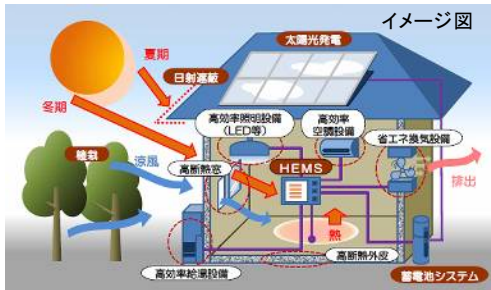 イメージ図
太陽光発電
夏期
日射遮蔽
冬期
高効率照明設備
(LED等)
高効率
空調設備
省エネ換気設備
植栽
涼風
高断熱窓
HEMS
排出
熱
高断熱外皮
高効率給湯設備
蓄電池システム